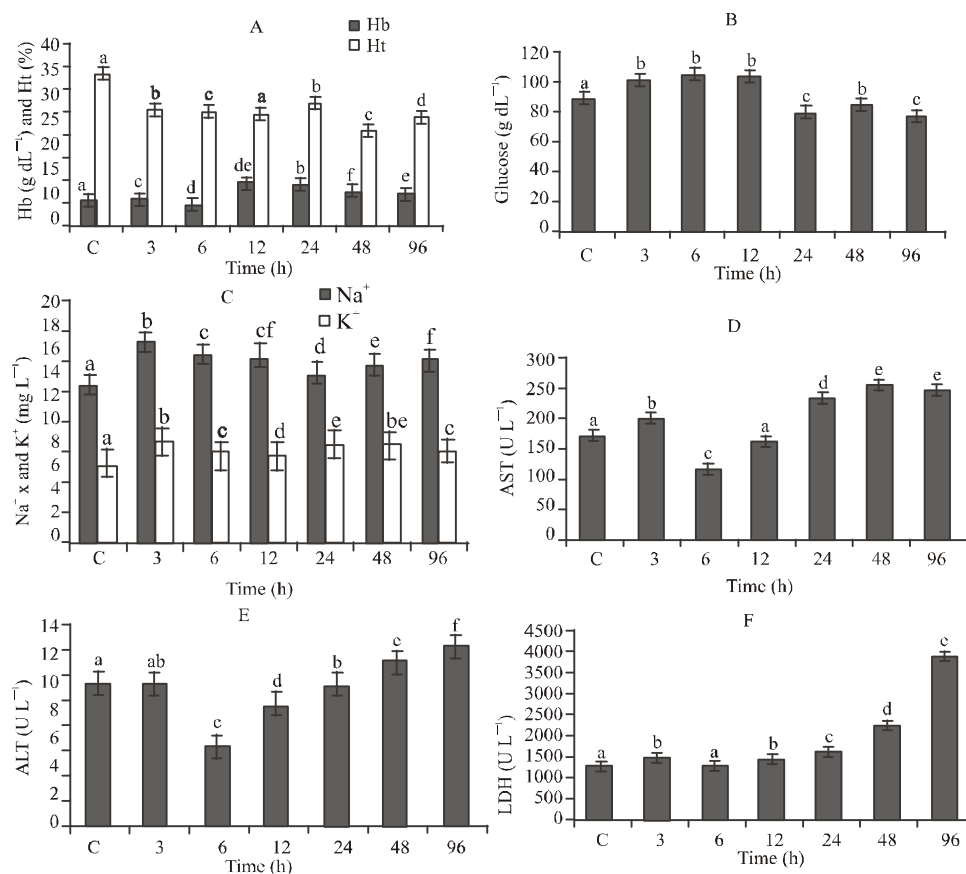 A
Hb
Ht
Hb (g dL⁻¹) and Ht (%)
40
35
30
25
20
15
10
5
0
a a
c b
d c
de a
b b
f c
e d
C 3 6 12 24 48 96
Time (h)
B
Glucose (g dL⁻¹)
120
100
80
60
40
20
0
a b b b c b c
C 3 6 12 24 48 96
Time (h)
C
Na⁺
K⁺
Na⁺ x and K⁺ (mg L⁻¹)
20
18
16
14
12
10
8
6
4
2
0
a a
b b
c c
cf d
d e
e be
f c
C 3 6 12 24 48 96
Time (h)
D
AST (U L⁻¹)
300
250
200
150
100
50
0
a b c a d e e
C 3 6 12 24 48 96
Time (h)
E
ALT (U L⁻¹)
14
12
10
8
6
4
2
0
a ab c d b e f
C 3 6 12 24 48 96
Time (h)
F
LDH (U L⁻¹)
4500
4000
3500
3000
2500
2000
1500
1000
500
0
a b a b c d e
C 3 6 12 24 48 96
Time (h)